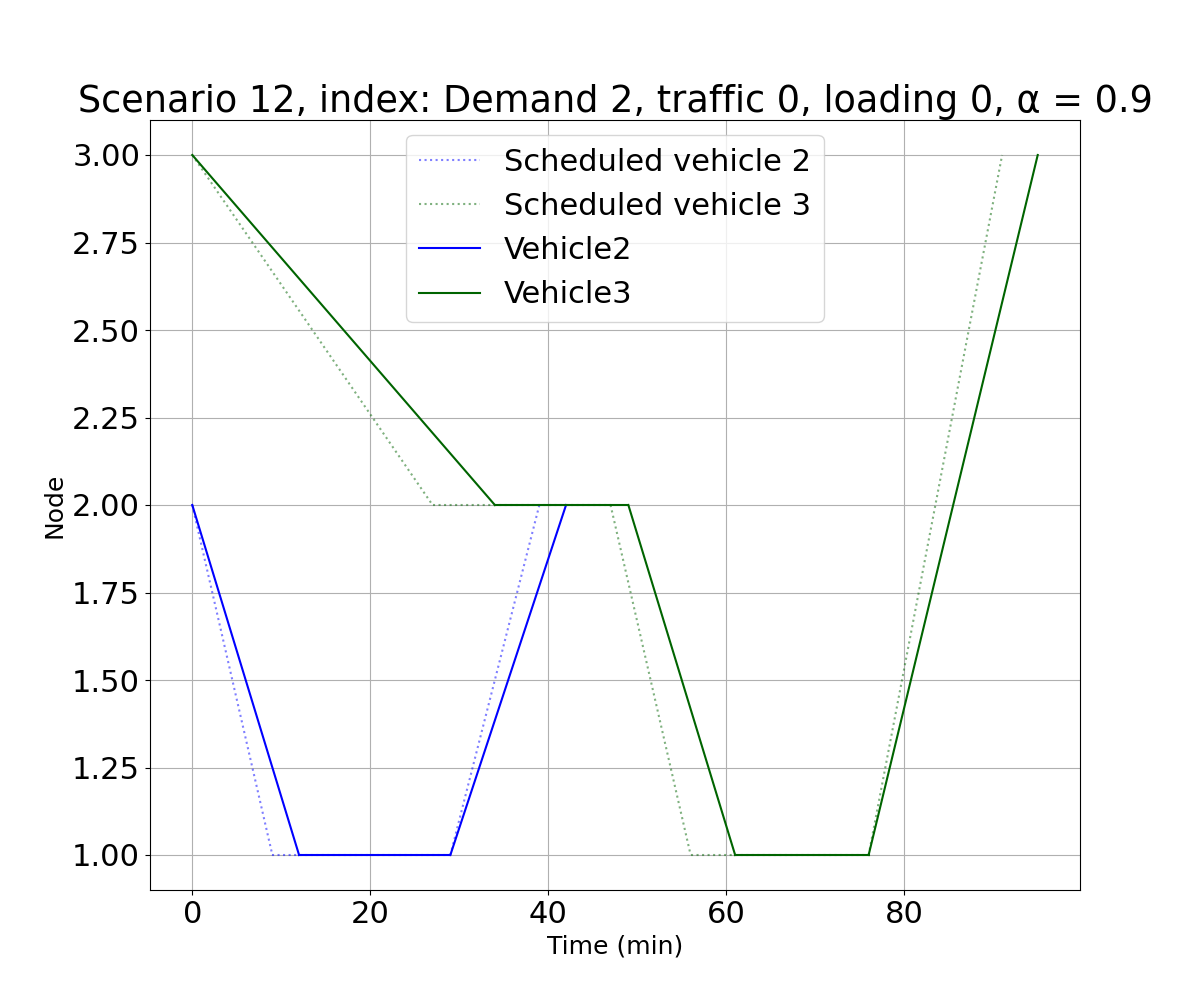 Scenario 12, index: Demand 2, traffic 0, loading 0, α = 0.9
Scheduled vehicle 2
Scheduled vehicle 3
Vehicle2
Vehicle3
3.00
2.75
2.50
2.25
2.00
1.75
1.50
1.25
1.00
Node
0 20 40 60 80
Time (min)